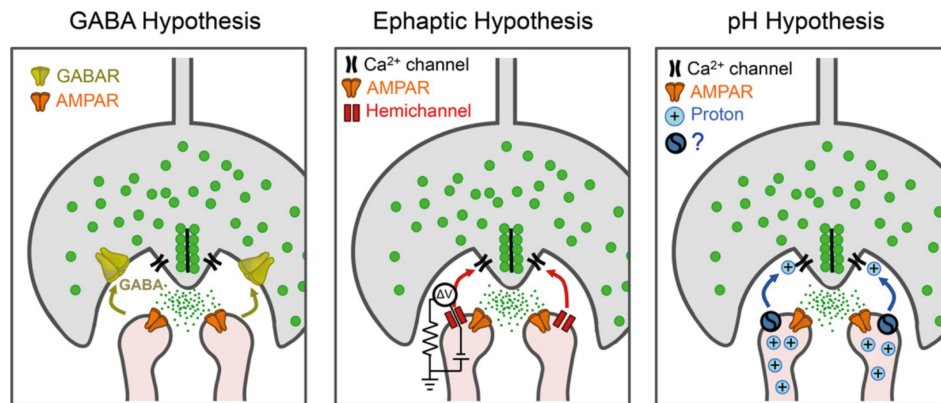 GABA Hypothesis
GABAR
AMPAR
GABA
Ephaptic Hypothesis
Ca²⁺ channel
AMPAR
Hemichannel
ΔV
pH Hypothesis
Ca²⁺ channel
AMPAR
+ Proton
?
+
+
+ +
+ +
+ +
+ +